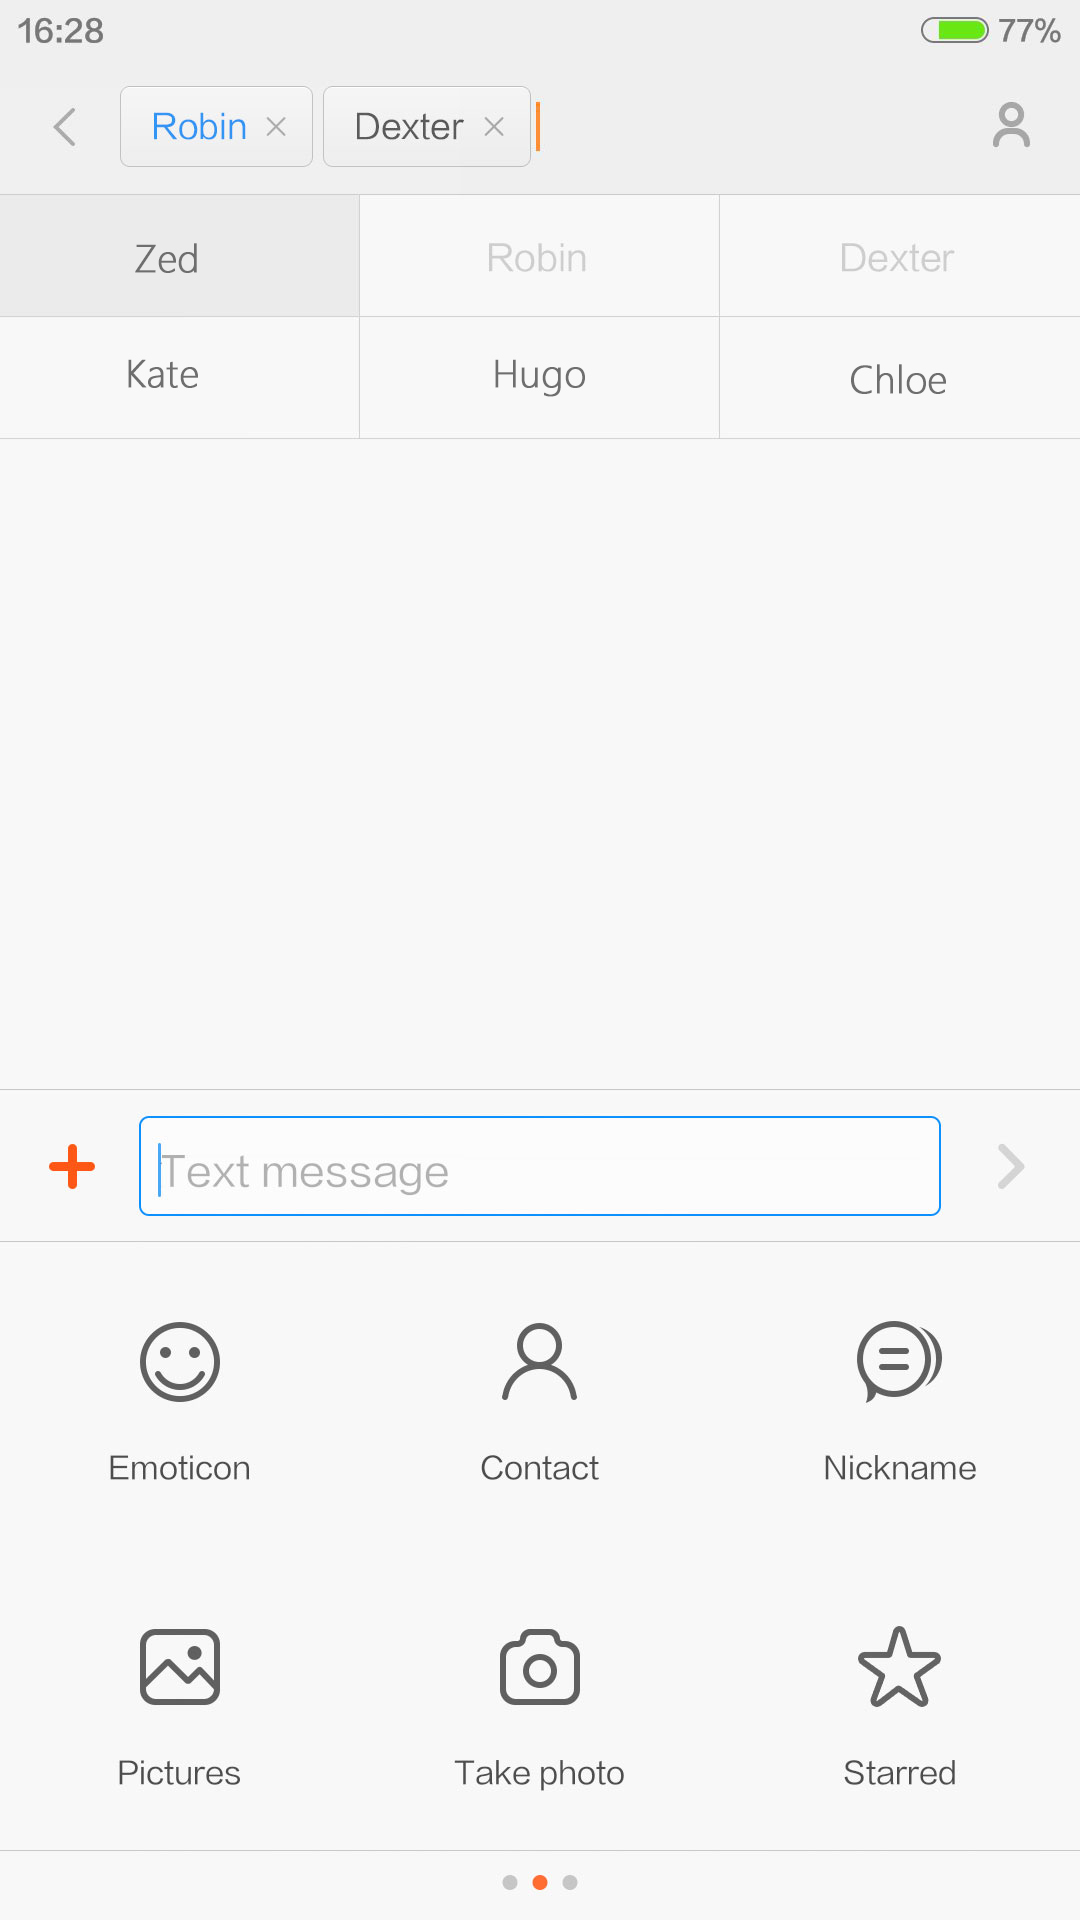 16:28 77%
Robin Dexter
Zed Robin Dexter
Kate Hugo Chloe
Text message
Emoticon Contact Nickname
Pictures Take photo Starred